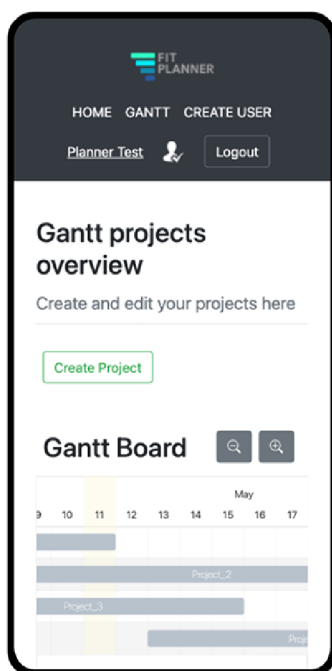 FIT
PLANNER
HOME GANTT CREATE USER
Planner Test Logout
Gantt projects
overview
Create and edit your projects here
Create Project
Gantt Board
May
9 10 11 12 13 14 15 16 17
Project_2
Project_3